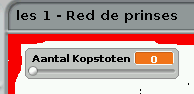 les 1 - Red de prinses
Aantal Kopstoten 0